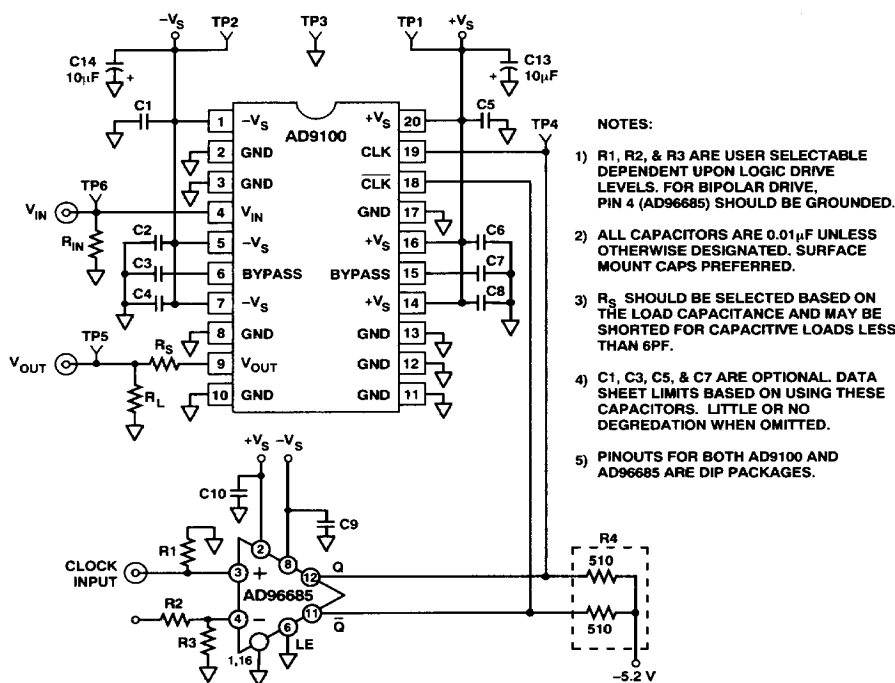 –VS TP2 TP3 TP1 +VS
C14
10µF
+
C13
10µF
+
C1
C5
TP4
AD9100
1 –VS +VS 20
2 GND CLK 19
3 GND CLK 18
4 VIN GND 17
5 –VS +VS 16
6 BYPASS BYPASS 15
7 –VS +VS 14
8 GND GND 13
9 VOUT GND 12
10 GND GND 11
TP6
VIN
RIN
C2
C3
C4
C6
C7
C8
TP5
VOUT
RS
RL
NOTES:
1) R1, R2, & R3 ARE USER SELECTABLE
DEPENDENT UPON LOGIC DRIVE
LEVELS. FOR BIPOLAR DRIVE,
PIN 4 (AD96685) SHOULD BE GROUNDED.
2) ALL CAPACITORS ARE 0.01µF UNLESS
OTHERWISE DESIGNATED. SURFACE
MOUNT CAPS PREFERRED.
3) RS SHOULD BE SELECTED BASED ON
THE LOAD CAPACITANCE AND MAY BE
SHORTED FOR CAPACITIVE LOADS LESS
THAN 6PF.
4) C1, C3, C5, & C7 ARE OPTIONAL. DATA
SHEET LIMITS BASED ON USING THESE
CAPACITORS. LITTLE OR NO
DEGREDATION WHEN OMITTED.
5) PINOUTS FOR BOTH AD9100 AND
AD96685 ARE DIP PACKAGES.
+VS –VS
C10
C9
R1
CLOCK
INPUT
2
8
12 Q
3 +
AD96685
4 –
11 Q
6 LE
1,16
R2
R3
R4
510
510
–5.2 V